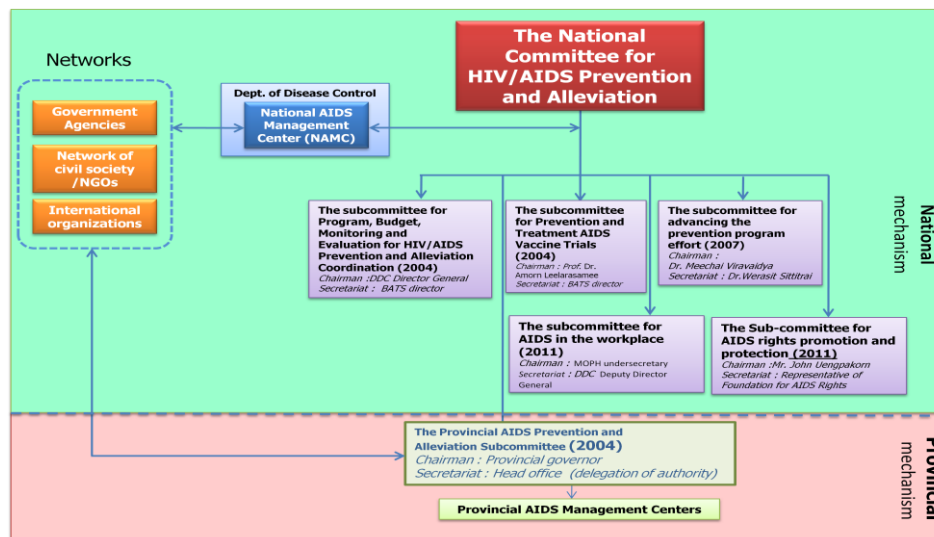 The National
Committee for
HIV/AIDS Prevention
and Alleviation
Networks
Government
Agencies
Network of
civil society
/NGOs
International
organizations
Dept. of Disease Control
National AIDS
Management
Center (NAMC)
The subcommittee for
Program, Budget,
Monitoring and
Evaluation for HIV/AIDS
Prevention and Alleviation
Coordination (2004)
Chairman :DDC Director General
Secretariat : BATS director
The subcommittee
for Prevention and
Treatment AIDS
Vaccine Trials
(2004)
Chairman : Prof. Dr.
Amorn Leelarasamee
Secretariat : BATS director
The subcommittee for
advancing the
prevention program
effort (2007)
Chairman :
Dr. Meechai Viravaidya
Secretariat : Dr.Werasit Sittitrai
The subcommittee for
AIDS in the workplace
(2011)
Chairman : MOPH undersecretary
Secretariat : DDC Deputy Director
General
The Sub-committee for
AIDS rights promotion and
protection (2011)
Chairman :Mr. John Uengpakorn
Secretariat : Representative of
Foundation for AIDS Rights
National
mechanism
The Provincial AIDS Prevention and
Alleviation Subcommittee (2004)
Chairman : Provincial governor
Secretariat : Head office (delegation of authority)
Provincial AIDS Management Centers
Provincial
mechanism